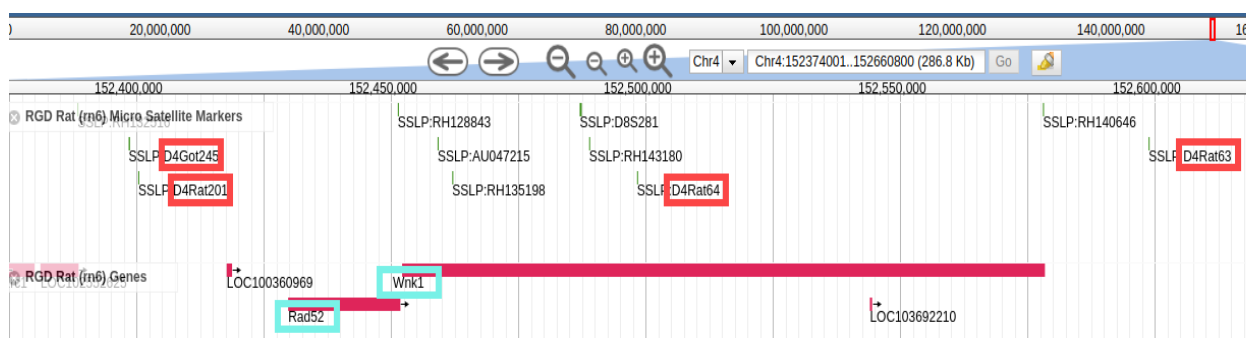 20,000,000 40,000,000 60,000,000 80,000,000 100,000,000 120,000,000 140,000,000 16
Chr4 Chr4:152374001..152660800 (286.8 Kb) Go
152,400,000 152,450,000 152,500,000 152,550,000 152,600,000
RGD Rat (rn6) Micro Satellite Markers SSLP:RH128843 SSLP:D8S281 SSLP:RH140646
SSLP:D4Got245 SSLP:AU047215 SSLP:RH143180 SSLP:D4Rat63
SSLP:D4Rat201 SSLP:RH135198 SSLP:D4Rat64
RGD Rat (rn6) Genes LOC100360969 Wnk1
Rad52 LOC103692210